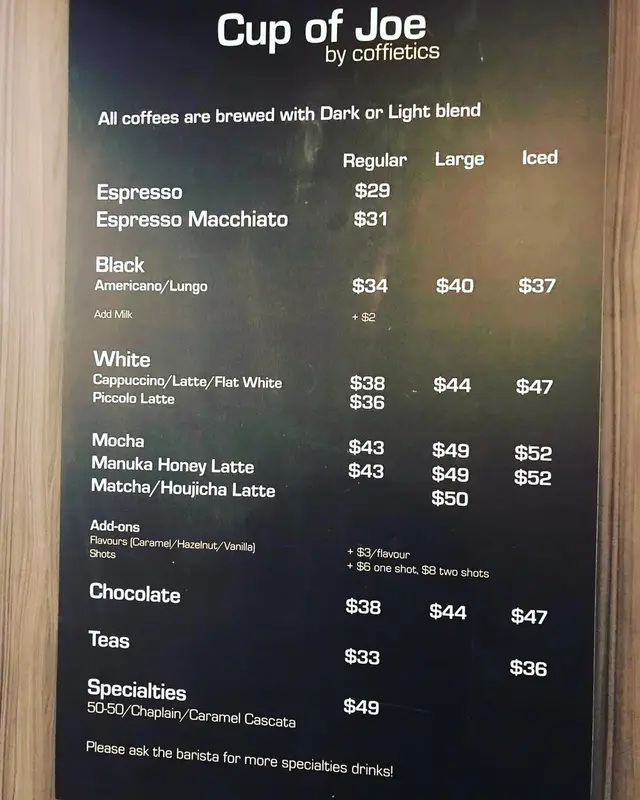 Cup of Joe
by coffietics
All coffees are brewed with Dark or Light blend
Regular Large Iced
Espresso $29
Espresso Macchiato $31
Black
Americano/Lungo $34 $40 $37
Add Milk + $2
White
Cappuccino/Latte/Flat White $38 $44 $47
Piccolo Latte $36
Mocha $43 $49 $52
Manuka Honey Latte $43 $49 $52
Matcha/Houjicha Latte $50
Add-ons
Flavours (Caramel/Hazelnut/Vanilla) + $3/flavour
Shots + $6 one shot, $8 two shots
Chocolate $38 $44 $47
Teas $33 $36
Specialties
50-50/Chaplain/Caramel Cascata $49
Please ask the barista for more specialties drinks!